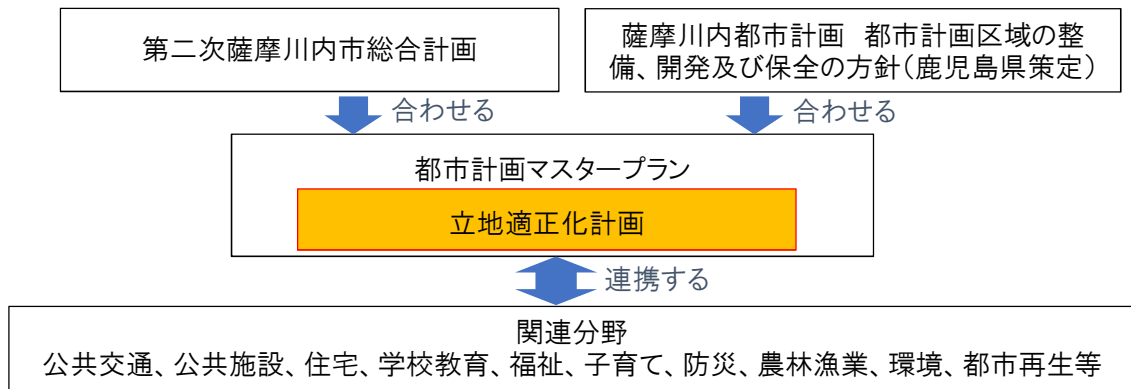 第二次薩摩川内市総合計画
薩摩川内都市計画　都市計画区域の整
備、開発及び保全の方針（鹿児島県策定）
合わせる
合わせる
都市計画マスタープラン
立地適正化計画
連携する
関連分野
公共交通、公共施設、住宅、学校教育、福祉、子育て、防災、農林漁業、環境、都市再生等